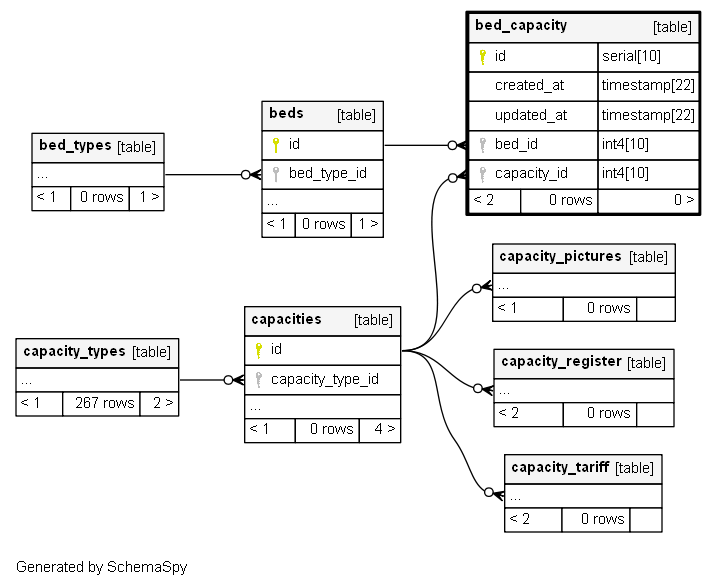 bed_capacity [table]
id serial[10]
created_at timestamp[22]
updated_at timestamp[22]
bed_id int4[10]
capacity_id int4[10]
< 2 0 rows 0 >
beds [table]
id
bed_type_id
...
< 1 0 rows 1 >
bed_types [table]
...
< 1 0 rows 1 >
capacity_pictures [table]
...
< 1 0 rows
capacities [table]
id
capacity_type_id
...
< 1 0 rows 4 >
capacity_types [table]
...
< 1 267 rows 2 >
capacity_register [table]
...
< 2 0 rows
capacity_tariff [table]
...
< 2 0 rows
Generated by SchemaSpy